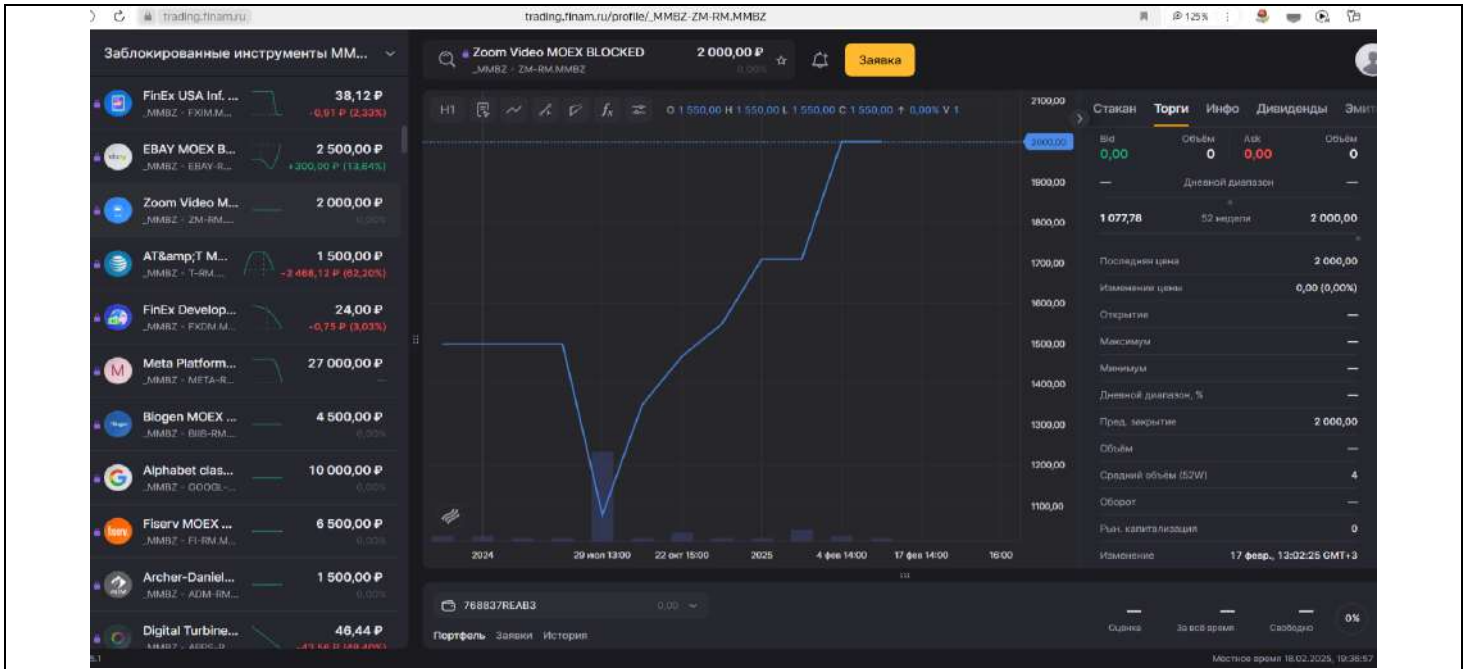 trading.finam.ru
trading.finam.ru/profile/_MMBZ-ZM-RM.MMBZ
125%
Заблокированные инструменты MM...
FinEx USA Inf. ...
38,12 ₽
_MMBZ - FXIM.M...
-0,91 ₽ (2,33%)
EBAY MOEX B...
2 500,00 ₽
_MMBZ - EBAY-R...
+300,00 ₽ (13,64%)
Zoom Video M...
2 000,00 ₽
_MMBZ - ZM-RM....
0,00%
AT&amp;T M...
1 500,00 ₽
_MMBZ - T-RM....
-2 468,12 ₽ (62,20%)
FinEx Develop...
24,00 ₽
_MMBZ - FXDM.M...
-0,75 ₽ (3,03%)
M
Meta Platform...
27 000,00 ₽
_MMBZ - META-R...
Biogen MOEX ...
4 500,00 ₽
_MMBZ - BIIB-RM...
0,00%
Alphabet clas...
10 000,00 ₽
_MMBZ - GOOGL-...
0,00%
Fiserv MOEX ...
6 500,00 ₽
_MMBZ - FI-RM.M...
0,00%
Archer-Daniel...
1 500,00 ₽
_MMBZ - ADM-RM...
0,00%
Digital Turbine...
46,44 ₽
Zoom Video MOEX BLOCKED
2 000,00 ₽
_MMBZ - ZM-RM.MMBZ
0,00%
Заявка
H1
O 1 550,00 H 1 550,00 L 1 550,00 C 1 550,00 ↑ 0,00% V 1
2100,00
2000,00
1900,00
1800,00
1700,00
1600,00
1500,00
1400,00
1300,00
1200,00
1100,00
2024
29 июл 13:00
22 окт 15:00
2025
4 фев 14:00
17 фев 14:00
16:00
Стакан Торги Инфо Дивиденды Эмит
Bid Объём Ask Объём
0,00 0 0,00 0
— Дневной диапазон —
1 077,78 52 недели 2 000,00
Последняя цена 2 000,00
Изменение цены 0,00 (0,00%)
Открытие —
Максимум —
Минимум —
Дневной диапазон, % —
Пред. закрытие 2 000,00
Объём —
Средний объём (52W) 4
Оборот —
Рын. капитализация 0
Изменение 17 февр., 13:02:25 GMT+3
768837REAB3
0,00
Портфель Заявки История
Оценка
За всё время
Свободно
0%
Местное время 18.02.2025, 19:36:57